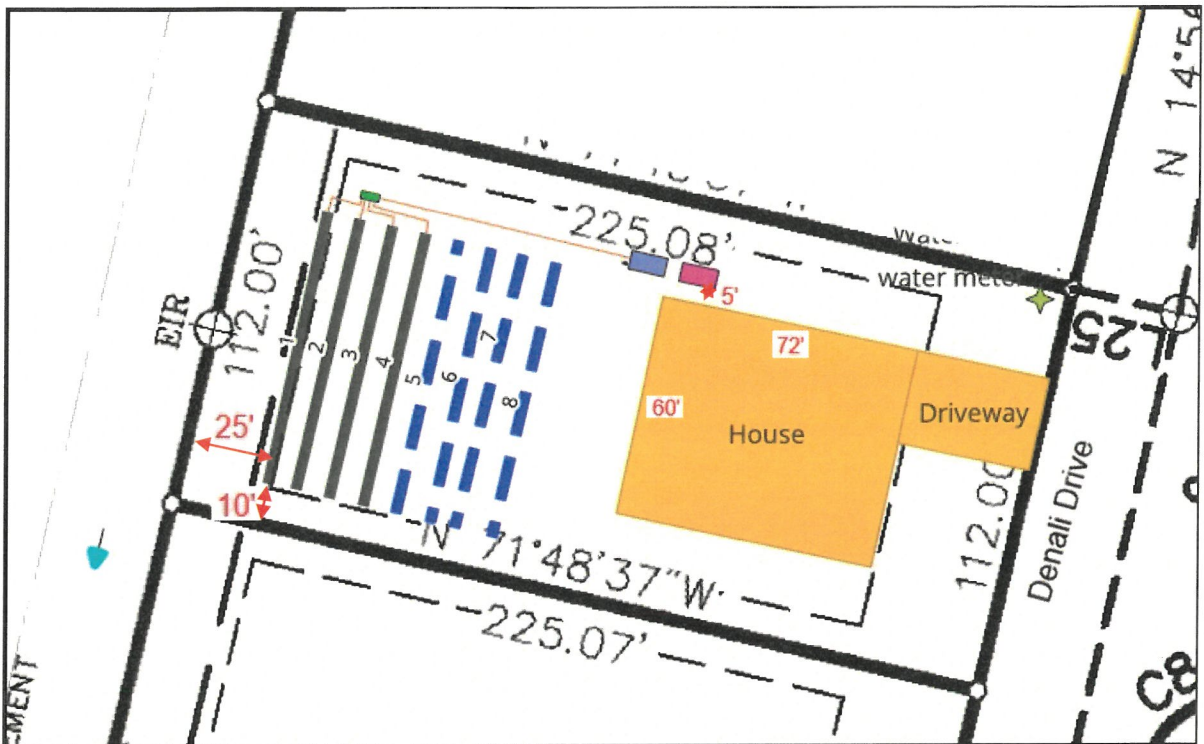 N 14°5
-225.08'
water meter
5'
L25
EIR
112.00'
72'
1
2
3
4
5
6
7
8
60'
House
Driveway
25'
10'
N 71°48'37"W
112.00
Denali Drive
-225.07'
C8
-MENT